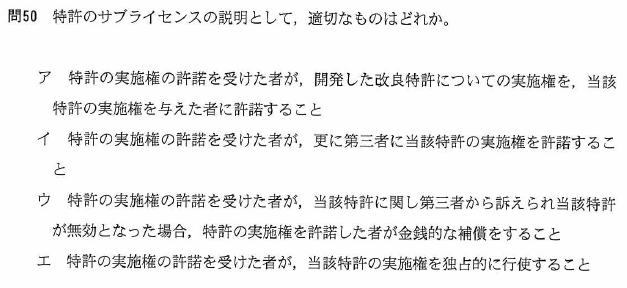 問50 特許のサブライセンスの説明として，適切なものはどれか。
ア 特許の実施権の許諾を受けた者が，開発した改良特許についての実施権を，当該
特許の実施権を与えた者に許諾すること
イ 特許の実施権の許諾を受けた者が，更に第三者に当該特許の実施権を許諾するこ
と
ウ 特許の実施権の許諾を受けた者が，当該特許に関し第三者から訴えられ当該特許
が無効となった場合，特許の実施権を許諾した者が金銭的な補償をすること
エ 特許の実施権の許諾を受けた者が，当該特許の実施権を独占的に行使すること